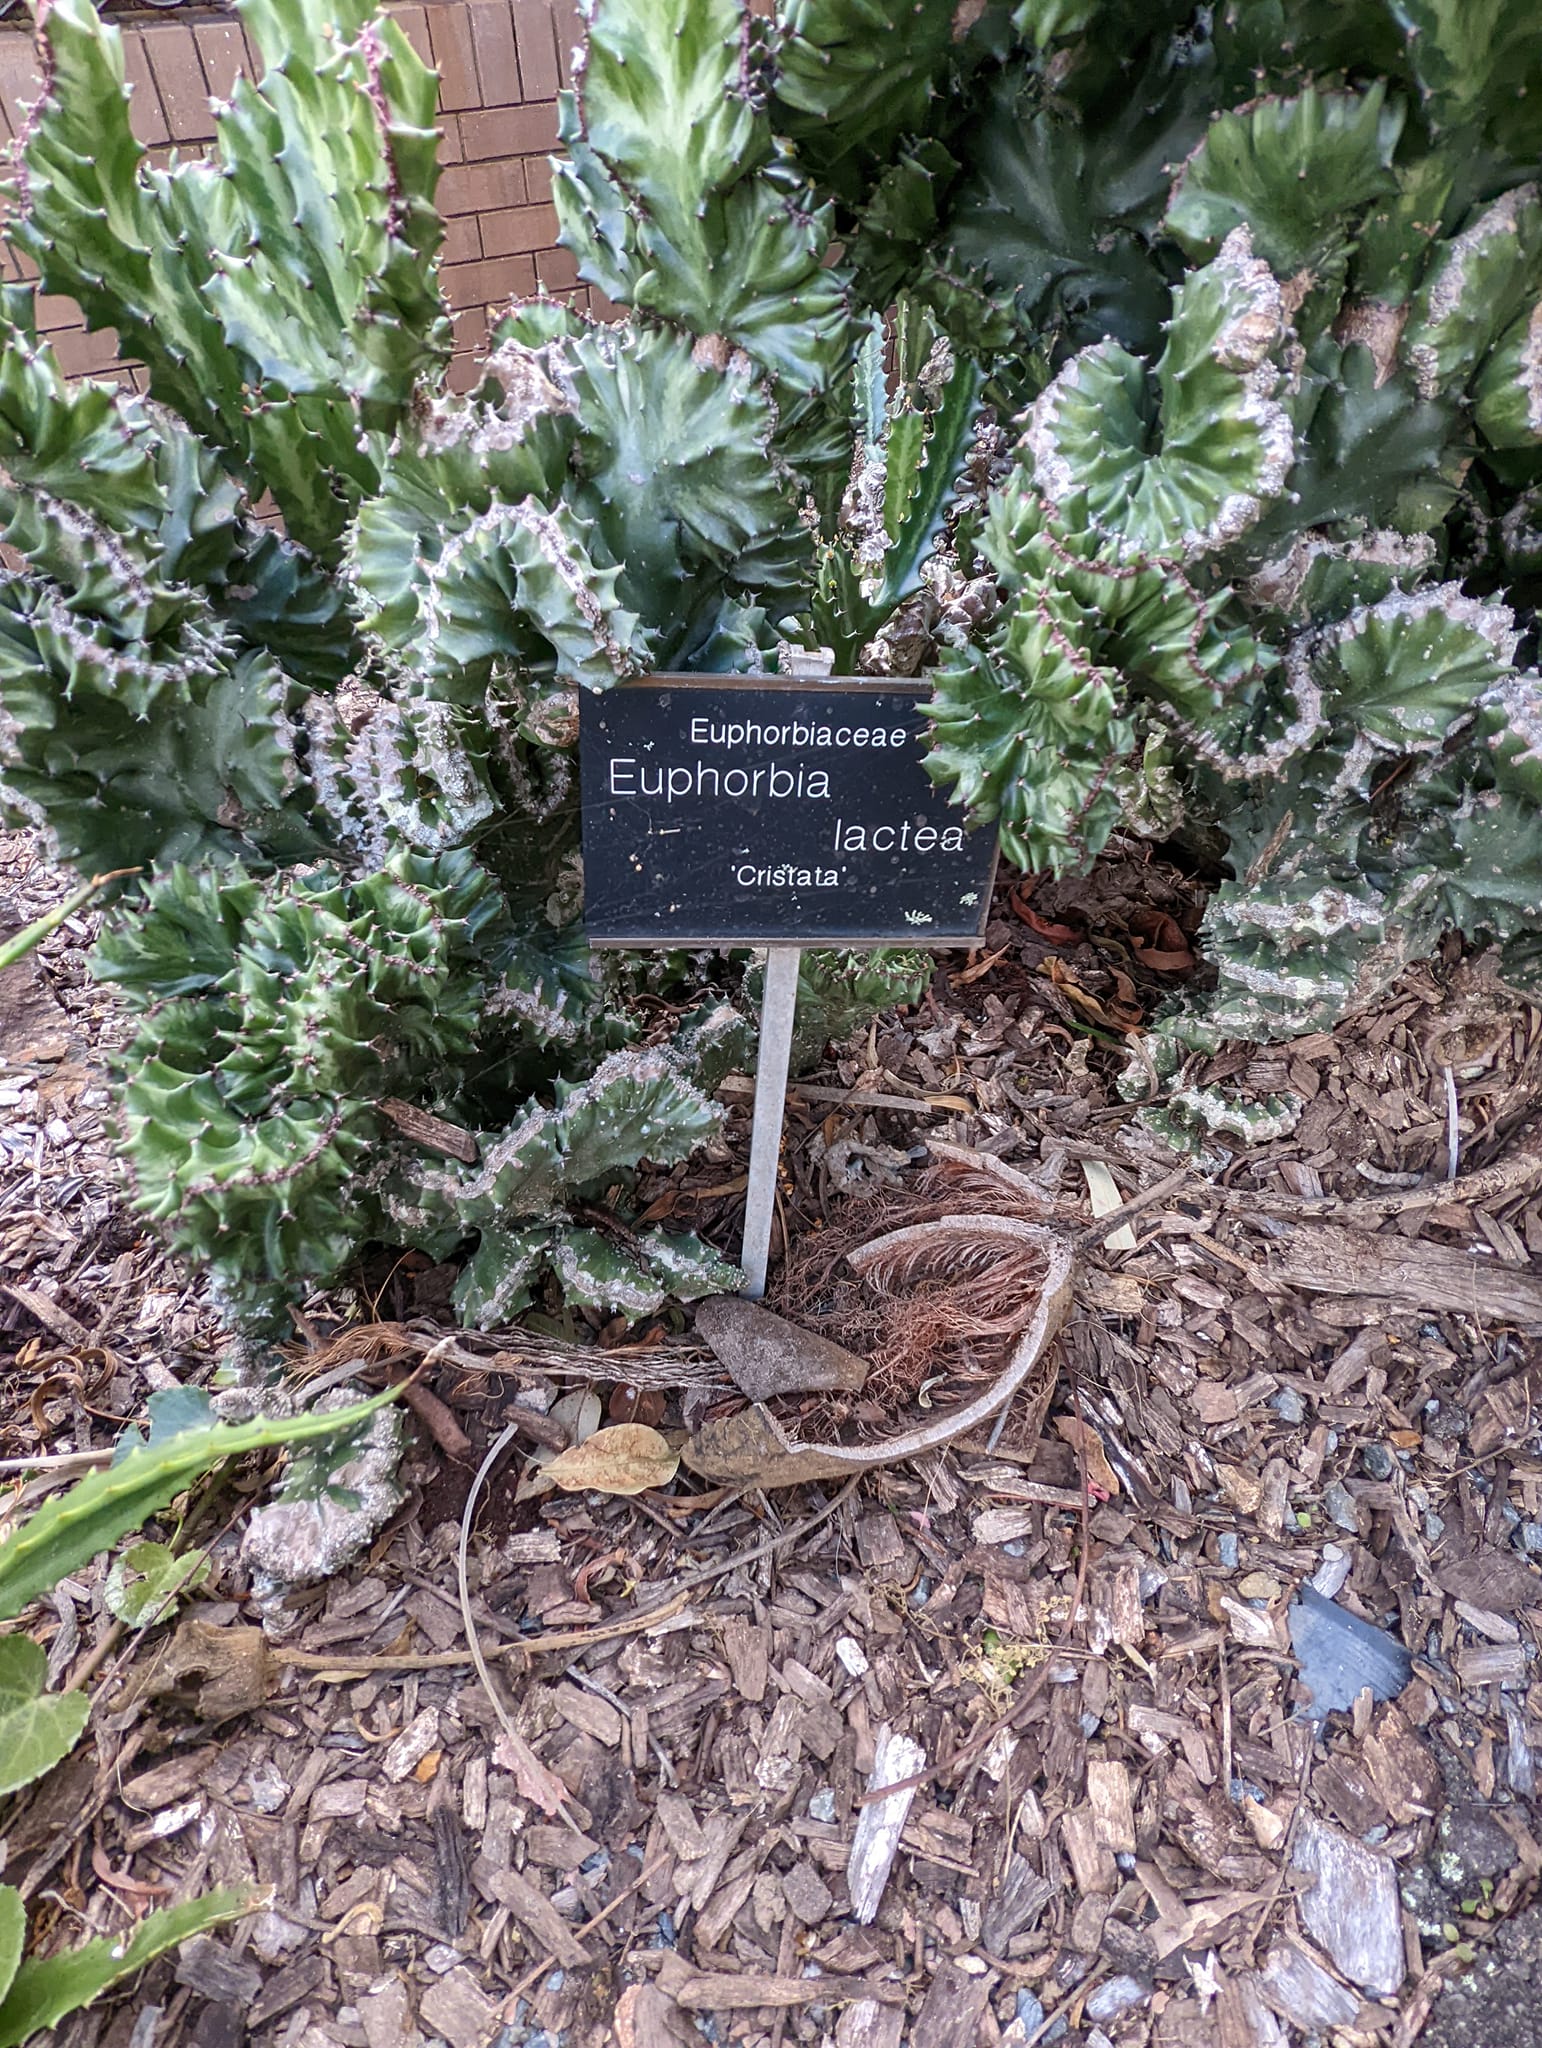 Euphorbiaceae
Euphorbia
lactea
'Cristata'